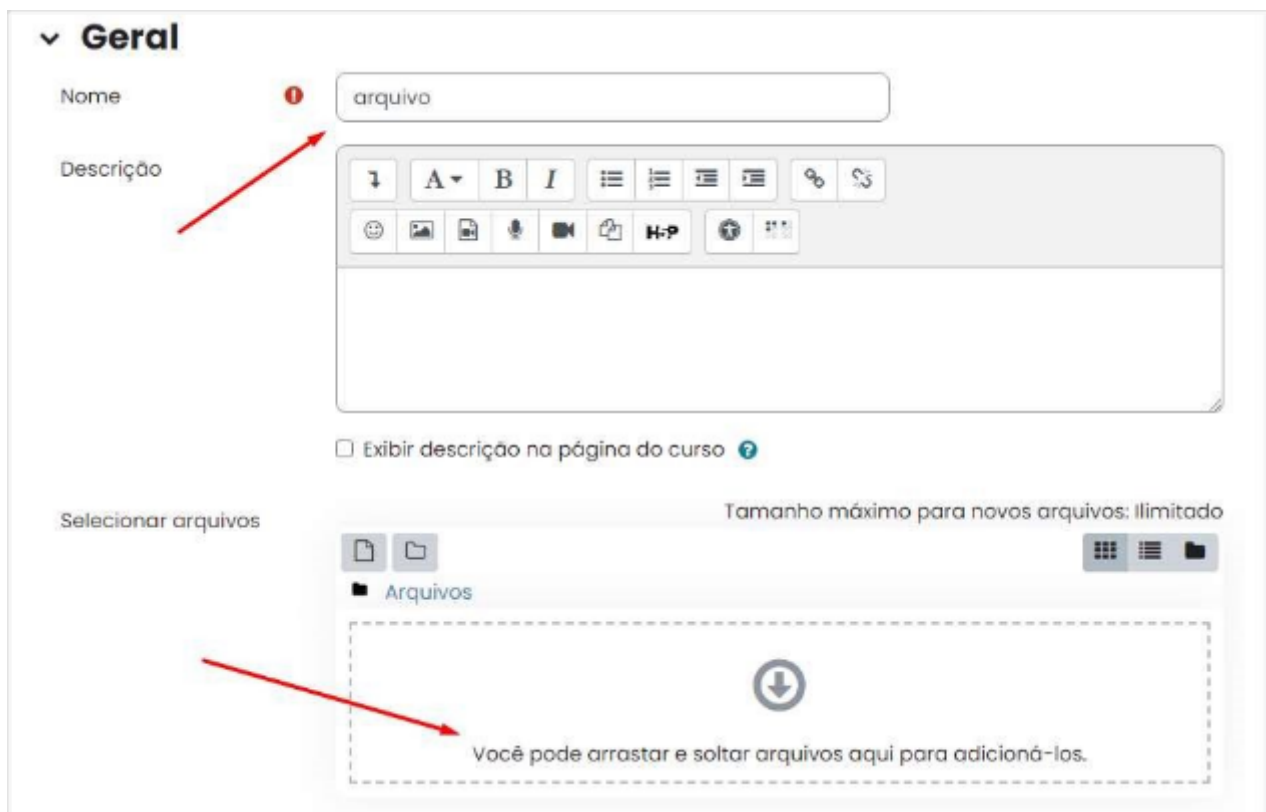 Geral
Nome
arquivo
Descrição
A B I
H-P
Exibir descrição na página do curso
Selecionar arquivos
Tamanho máximo para novos arquivos: Ilimitado
Arquivos
Você pode arrastar e soltar arquivos aqui para adicioná-los.